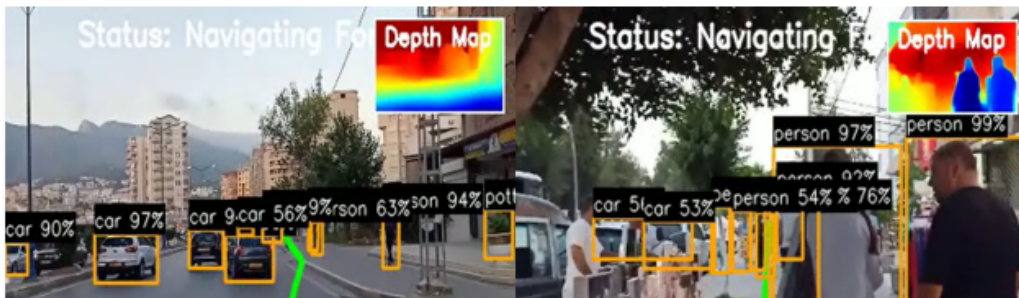 Status: Navigating Fo
Depth Map
car 90%
car 97%
car 9
car 56%
9%
rson 63%
son 94%
pott
Status: Navigating F
Depth Map
person 97%
person 99%
person 92%
car 5
car 53%
pe
person 54%
% 76%